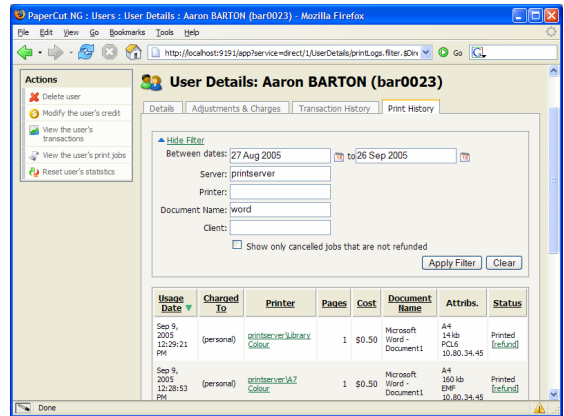 PaperCut NG : Users : User Details : Aaron BARTON (bar0023) - Mozilla Firefox
File Edit View Go Bookmarks Tools Help
http://localhost:9191/app?service=direct/1/UserDetails/printLogs.filter.$Dire Go
Actions
Delete user
Modify the user's credit
View the user's
transactions
View the user's print jobs
Reset user's statistics
User Details: Aaron BARTON (bar0023)
Details Adjustments & Charges Transaction History Print History
Hide Filter
Between dates: 27 Aug 2005 to 26 Sep 2005
Server: printserver
Printer:
Document Name: word
Client:
Show only cancelled jobs that are not refunded
Apply Filter Clear
Usage Date Charged To Printer Pages Cost Document Name Attribs. Status
Sep 9, 2005 12:29:21 PM (personal) printserver\Library Colour 1 $0.50 Microsoft Word - Document1 A4 14 kb PCL6 10.80.34.45 Printed [refund]
Sep 9, 2005 12:28:53 PM (personal) printserver\A7 Colour 1 $0.50 Microsoft Word - Document1 A4 160 kb EMF 10.80.34.45 Printed [refund]
Done